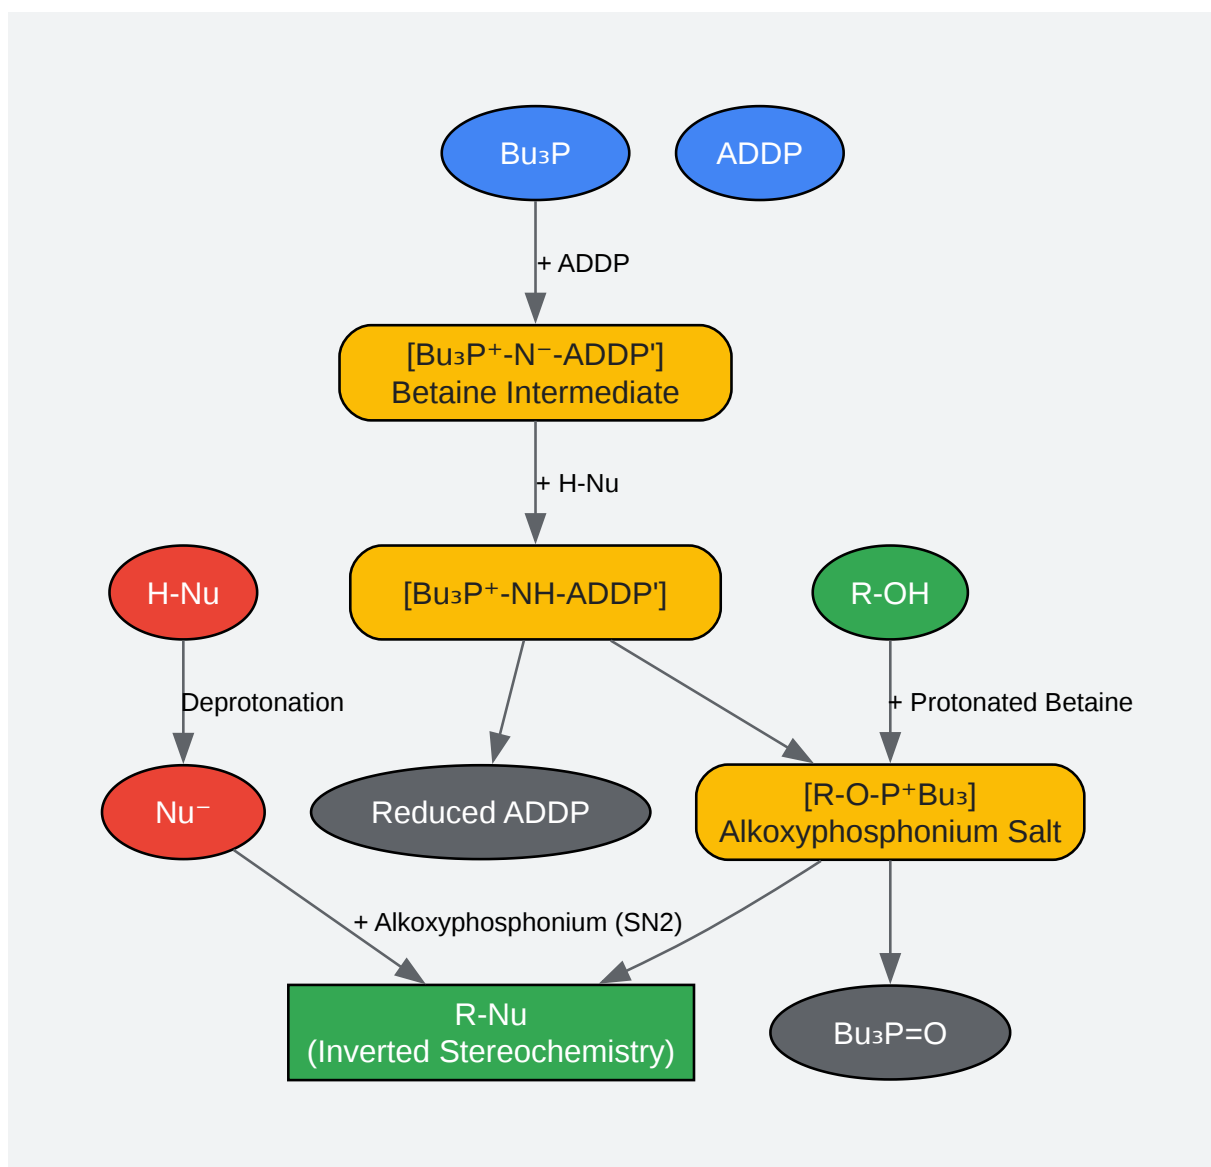 Bu₃P
ADDP
+ ADDP
[Bu₃P⁺-N⁻-ADDP']
Betaine Intermediate
+ H-Nu
H-Nu
[Bu₃P⁺-NH-ADDP']
R-OH
Deprotonation
+ Protonated Betaine
Nu⁻
Reduced ADDP
[R-O-P⁺Bu₃]
Alkoxyphosphonium Salt
+ Alkoxyphosphonium (SN2)
R-Nu
(Inverted Stereochemistry)
Bu₃P=O